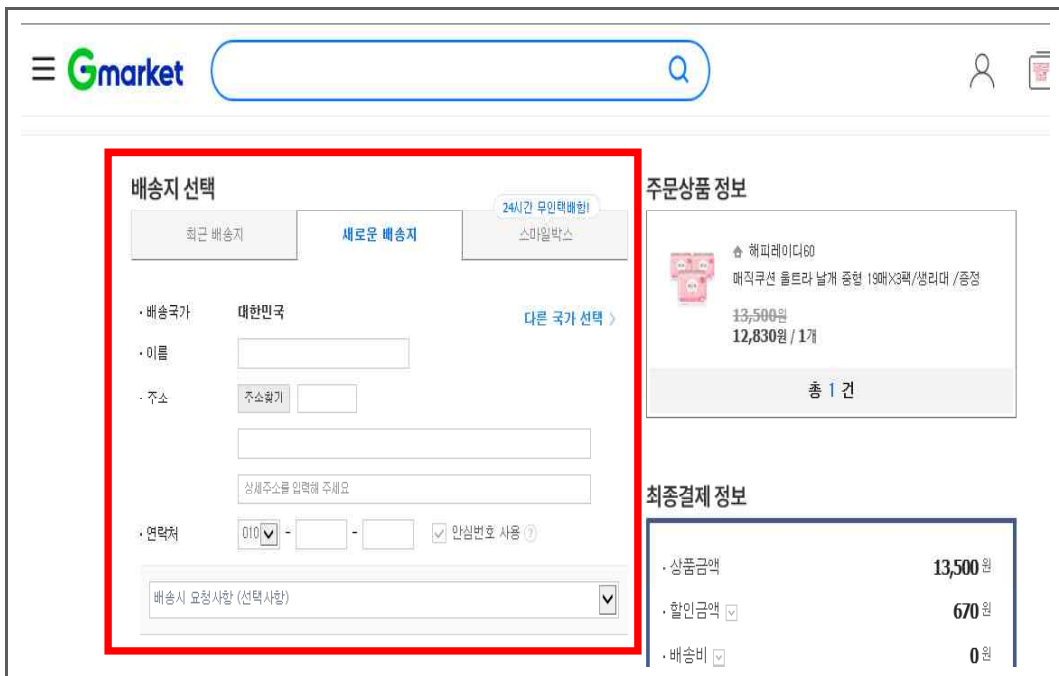 Gmarket
배송지 선택
최근 배송지
새로운 배송지
24시간 무인택배함!
스마일박스
· 배송국가 대한민국 다른 국가 선택 >
· 이름
· 주소 주소찾기
상세주소를 입력해 주세요
· 연락처 010 - - 안심번호 사용 ?
배송시 요청사항 (선택사항)
주문상품 정보
해피레이디60
매직쿠션 울트라 날개 중형 19매X3팩/생리대 /증정
13,500원
12,830원 / 1개
총 1 건
최종결제 정보
· 상품금액 13,500 원
· 할인금액 670 원
· 배송비 0 원